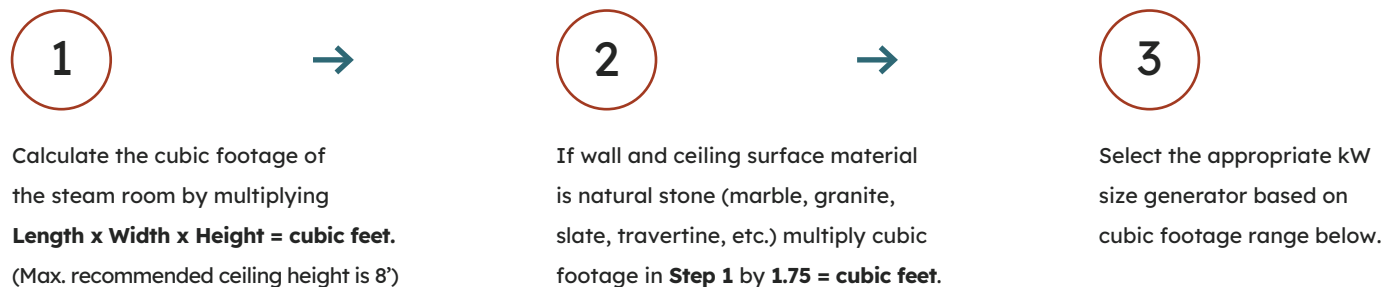 1
Calculate the cubic footage of
the steam room by multiplying
Length x Width x Height = cubic feet.
(Max. recommended ceiling height is 8’)
2
If wall and ceiling surface material
is natural stone (marble, granite,
slate, travertine, etc.) multiply cubic
footage in Step 1 by 1.75 = cubic feet.
3
Select the appropriate kW
size generator based on
cubic footage range below.